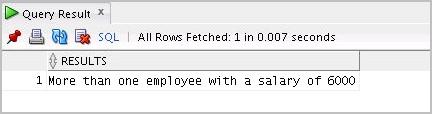 Query Result x
SQL | All Rows Fetched: 1 in 0.007 seconds
RESULTS
1 More than one employee with a salary of 6000